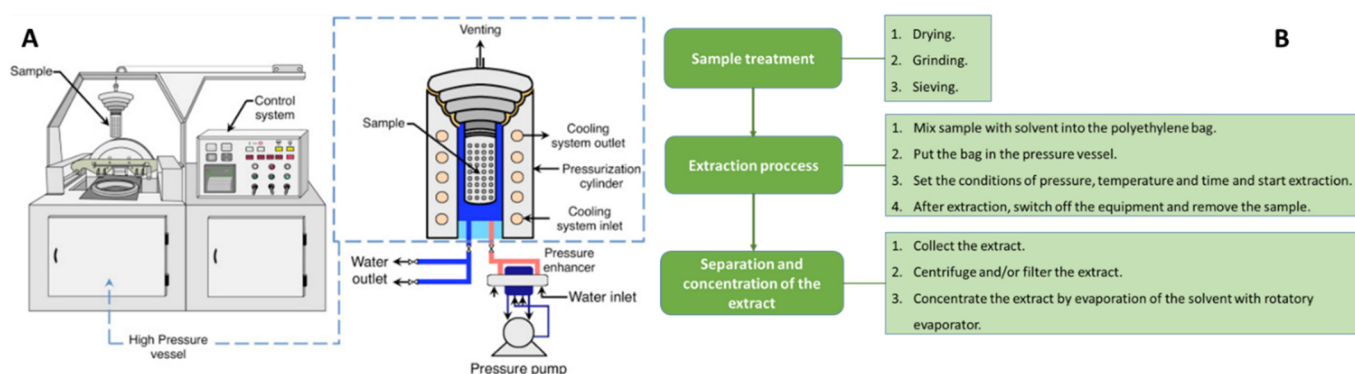 A
Sample
Control
system
High Pressure
vessel
Venting
Sample
Cooling
system outlet
Pressurization
cylinder
Cooling
system inlet
Water
outlet
Pressure
enhancer
Water inlet
Pressure pump
B
Sample treatment
1. Drying.
2. Grinding.
3. Sieving.
Extraction proccess
1. Mix sample with solvent into the polyethylene bag.
2. Put the bag in the pressure vessel.
3. Set the conditions of pressure, temperature and time and start extraction.
4. After extraction, switch off the equipment and remove the sample.
Separation and
concentration of the
extract
1. Collect the extract.
2. Centrifuge and/or filter the extract.
3. Concentrate the extract by evaporation of the solvent with rotatory
evaporator.